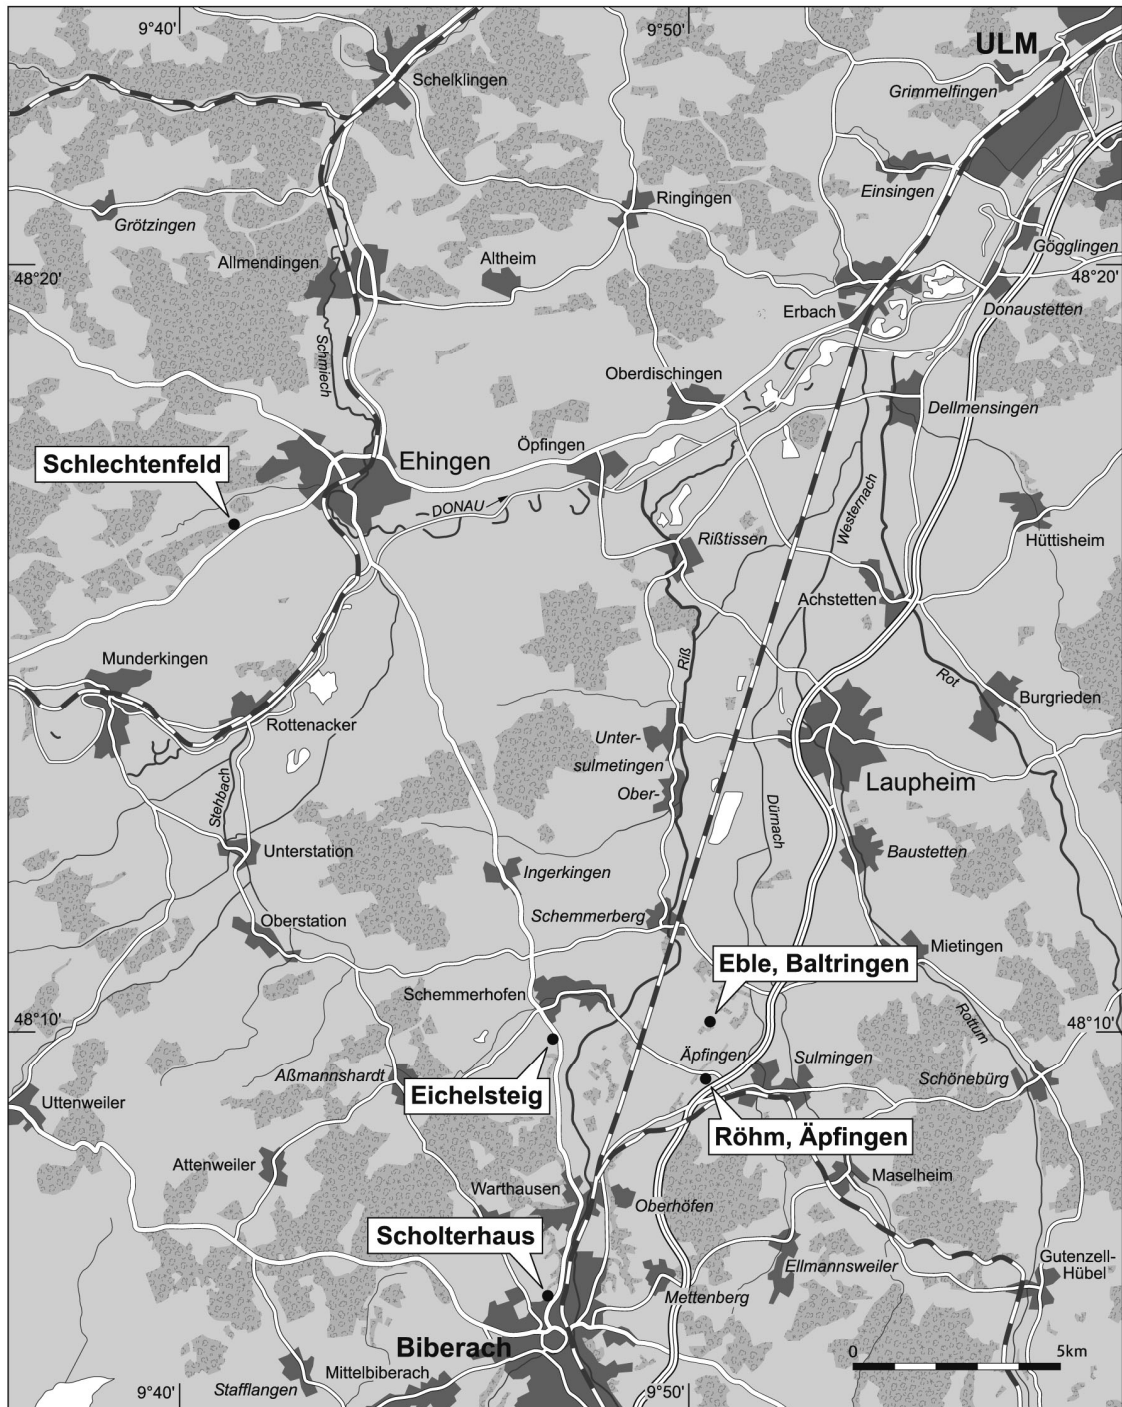 9°40'
9°50'
ULM
Schelklingen
Grimmelfingen
Einsingen
Ringingen
Grötzingen
Gögglingen
Allmendingen
Altheim
48°20'
48°20'
Erbach
Donaustetten
Schmiech
Oberdischingen
Dellmensingen
Öpfingen
Schlechtenfeld
Ehingen
DONAU
Westernach
Rißtissen
Hüttisheim
Achstetten
Riß
Munderkingen
Rot
Burgrieden
Rottenacker
Unter-
sulmetingen
Ober-
Laupheim
Stehbach
Dürnach
Unterstation
Baustetten
Ingerkingen
Oberstation
Schemmerberg
Mietingen
Eble, Baltringen
Schemmerhofen
Rottum
48°10'
48°10'
Äpfingen
Sulmingen
Aßmannshardt
Schönebürg
Eichelsteig
Uttenweiler
Röhm, Äpfingen
Attenweiler
Maselheim
Warthausen
Oberhöfen
Scholterhaus
Ellmannsweiler
Gutenzell-
Hübel
Mettenberg
Biberach
0
5km
Mittelbiberach
Stafflangen
9°40'
9°50'